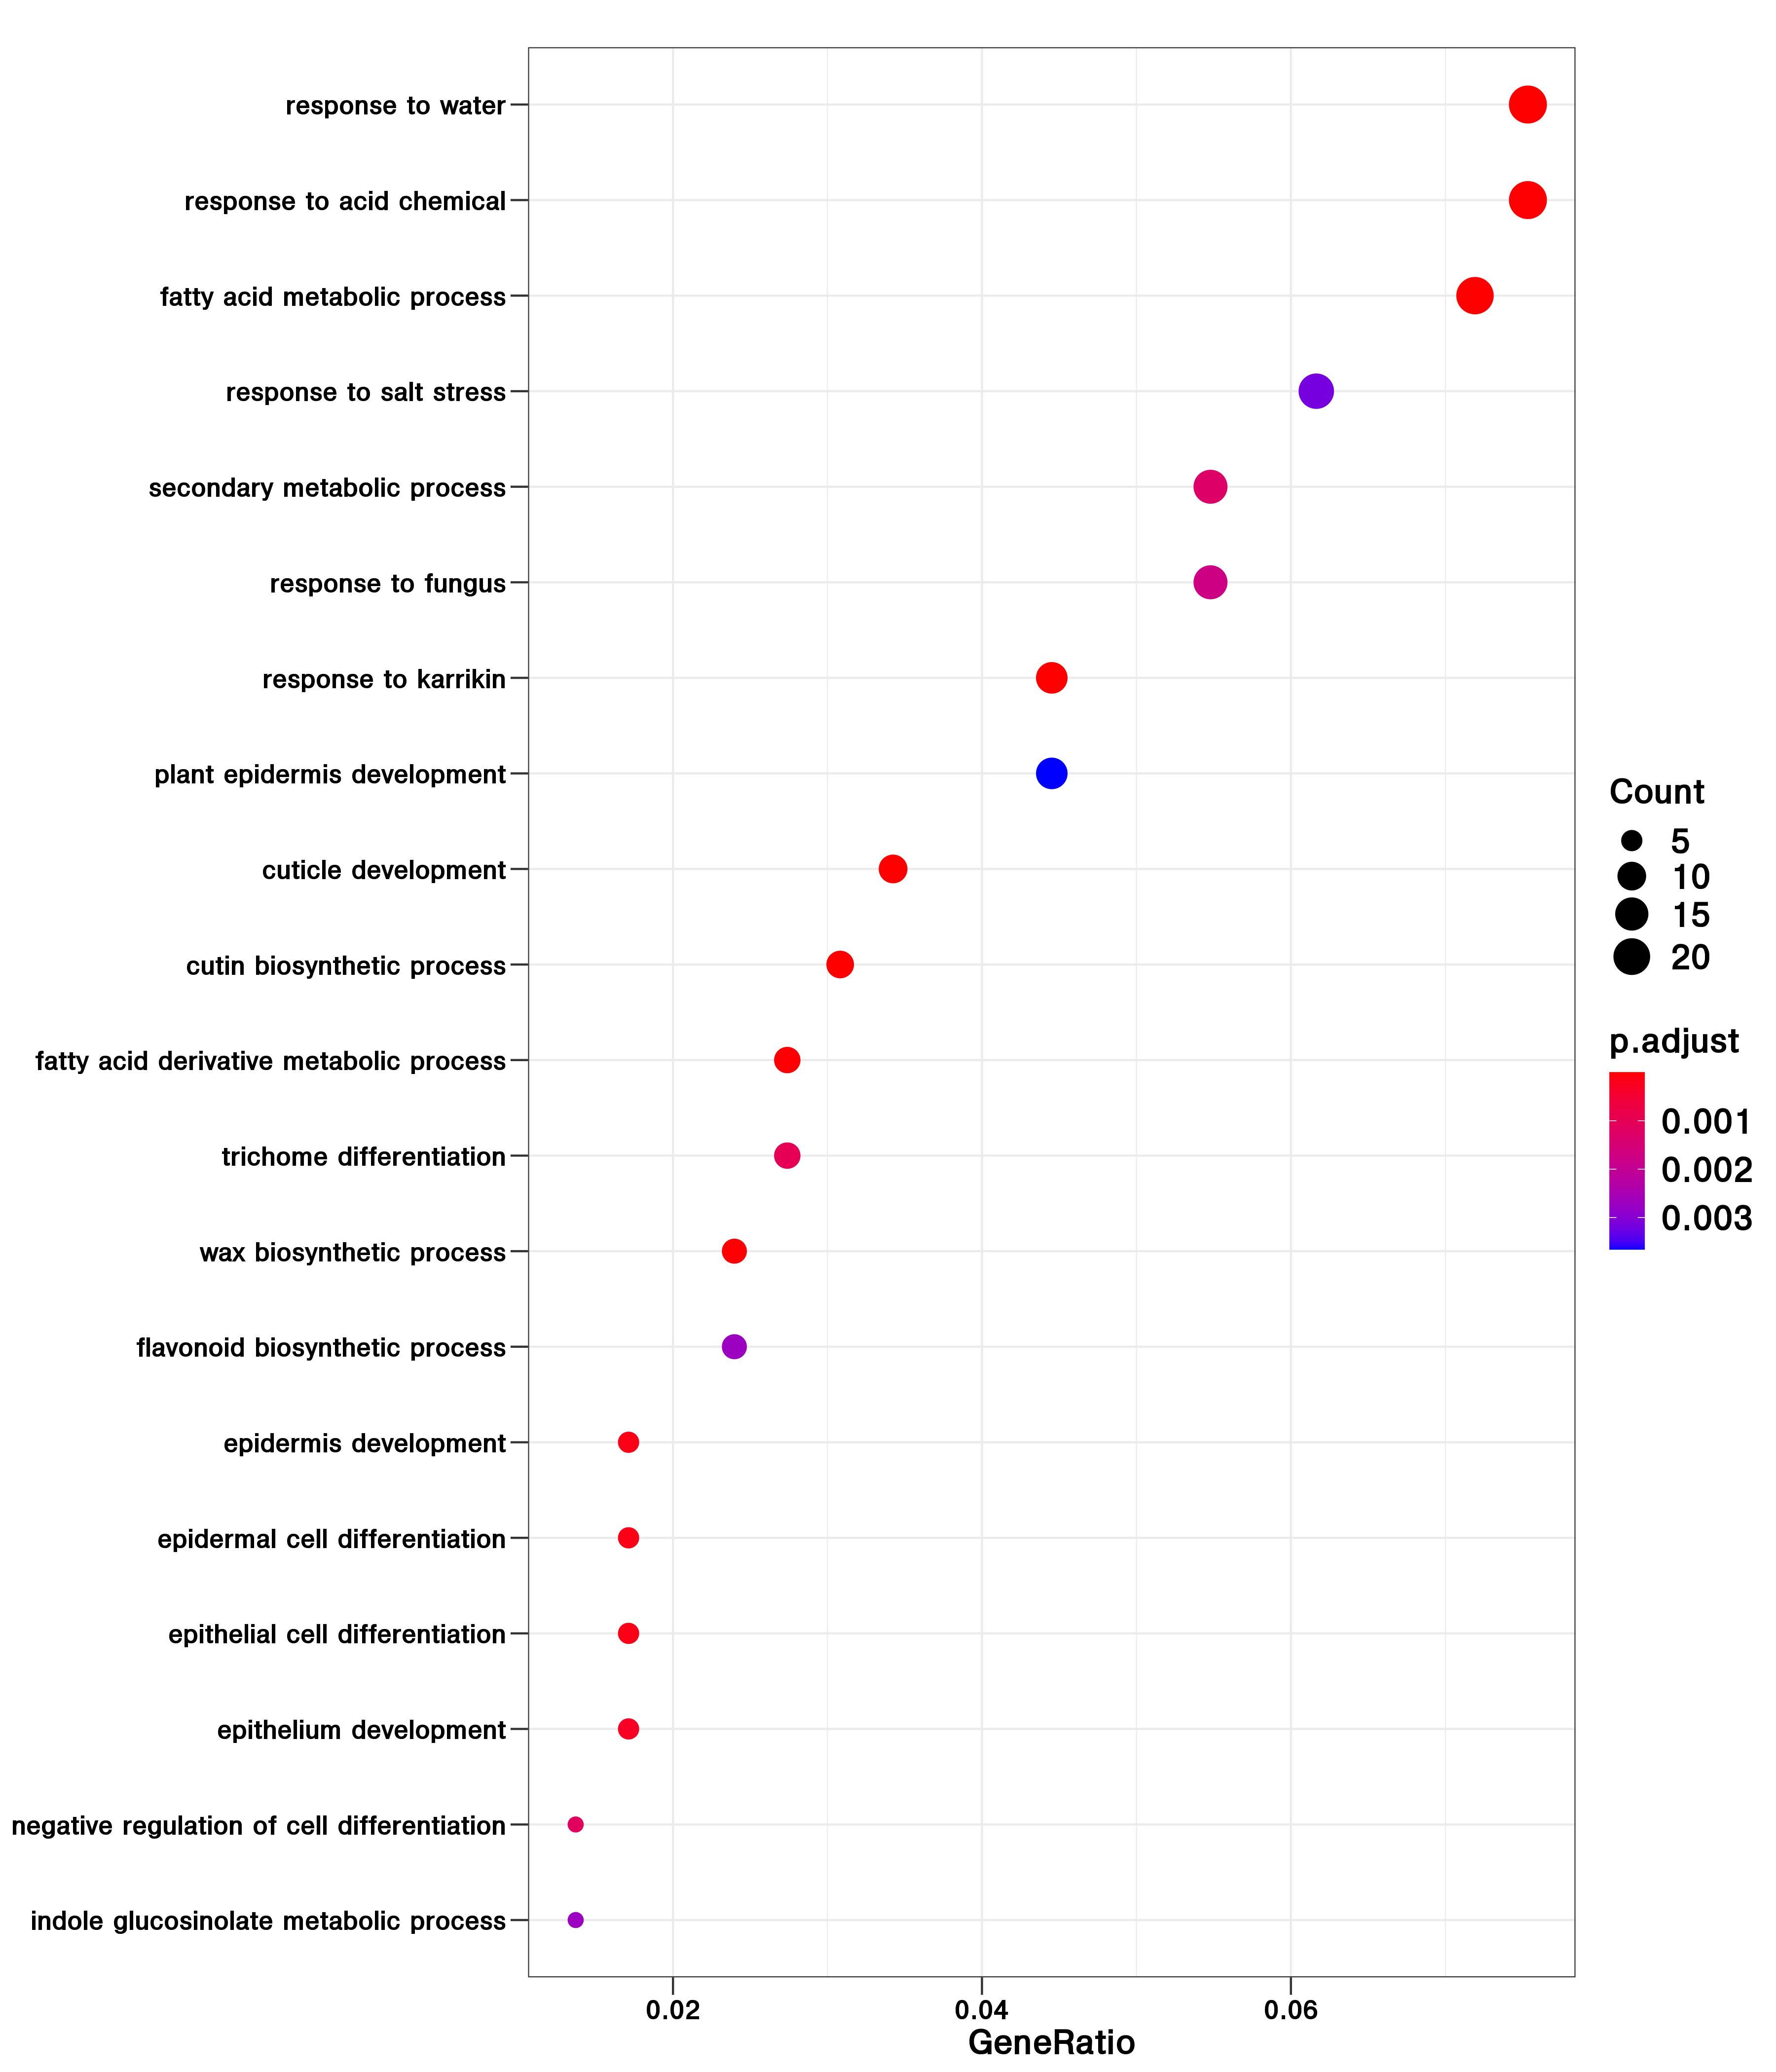 response to water
response to acid chemical
fatty acid metabolic process
response to salt stress
secondary metabolic process
response to fungus
response to karrikin
plant epidermis development
cuticle development
cutin biosynthetic process
fatty acid derivative metabolic process
trichome differentiation
wax biosynthetic process
flavonoid biosynthetic process
epidermis development
epidermal cell differentiation
epithelial cell differentiation
epithelium development
negative regulation of cell differentiation
indole glucosinolate metabolic process
0.02 0.04 0.06
GeneRatio
Count
5
10
15
20
p.adjust
0.001
0.002
0.003